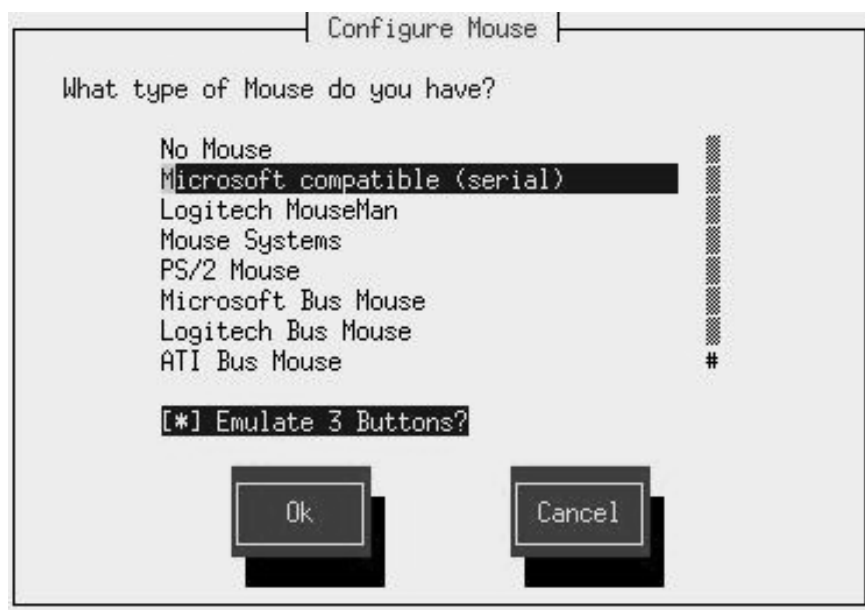 Configure Mouse
What type of Mouse do you have?
No Mouse
Microsoft compatible (serial)
Logitech MouseMan
Mouse Systems
PS/2 Mouse
Microsoft Bus Mouse
Logitech Bus Mouse
ATI Bus Mouse #
[*] Emulate 3 Buttons?
Ok Cancel